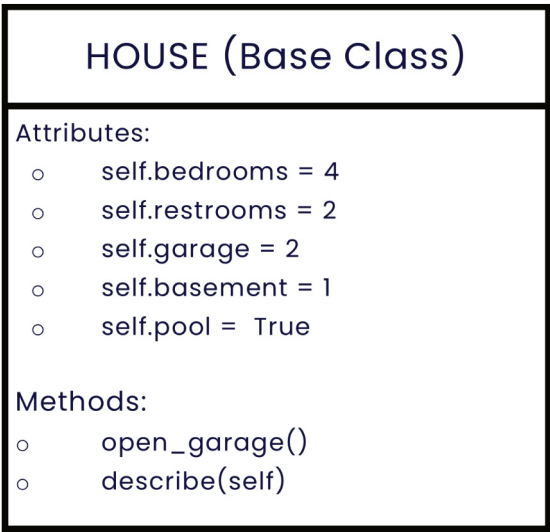 HOUSE (Base Class)
Attributes:
○ self.bedrooms = 4
○ self.restrooms = 2
○ self.garage = 2
○ self.basement = 1
○ self.pool = True
Methods:
○ open_garage()
○ describe(self)